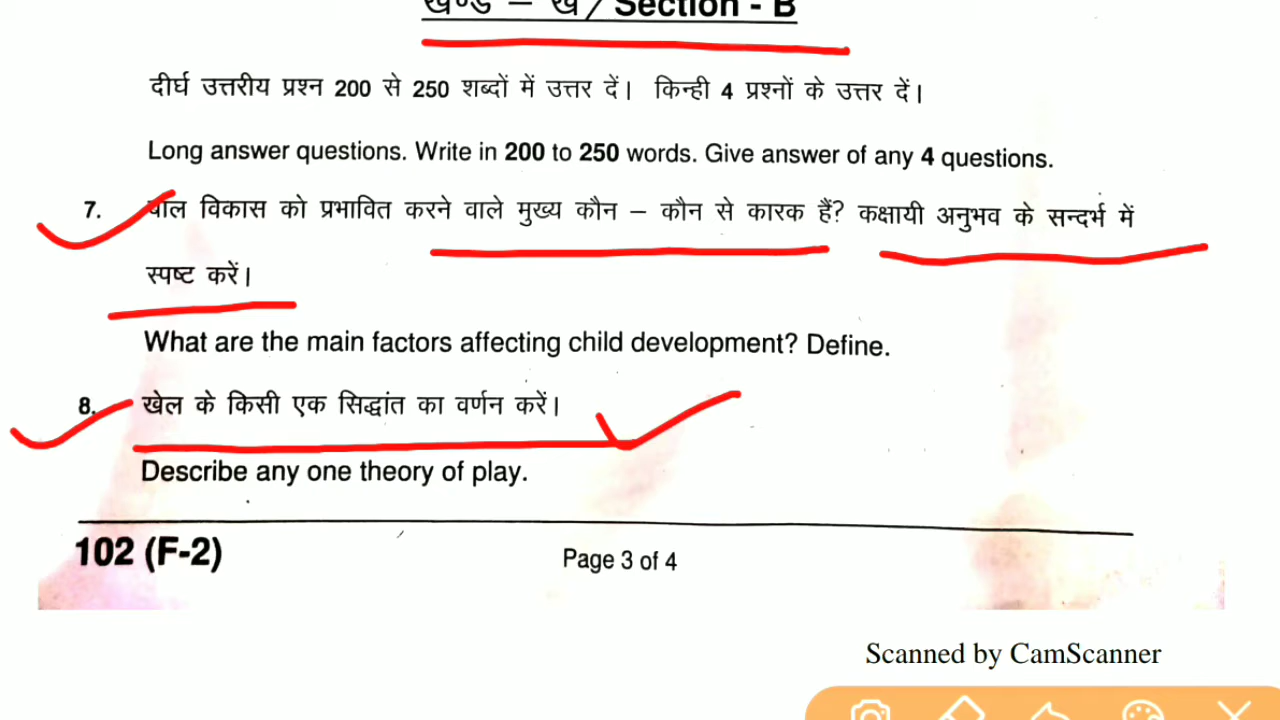 खण्ड – ख / Section - B
दीर्घ उत्तरीय प्रश्न 200 से 250 शब्दों में उत्तर दें। किन्ही 4 प्रश्नों के उत्तर दें।
Long answer questions. Write in 200 to 250 words. Give answer of any 4 questions.
7. बाल विकास को प्रभावित करने वाले मुख्य कौन – कौन से कारक हैं? कक्षायी अनुभव के सन्दर्भ में
स्पष्ट करें।
What are the main factors affecting child development? Define.
8. खेल के किसी एक सिद्धांत का वर्णन करें।
Describe any one theory of play.
102 (F-2) Page 3 of 4
Scanned by CamScanner